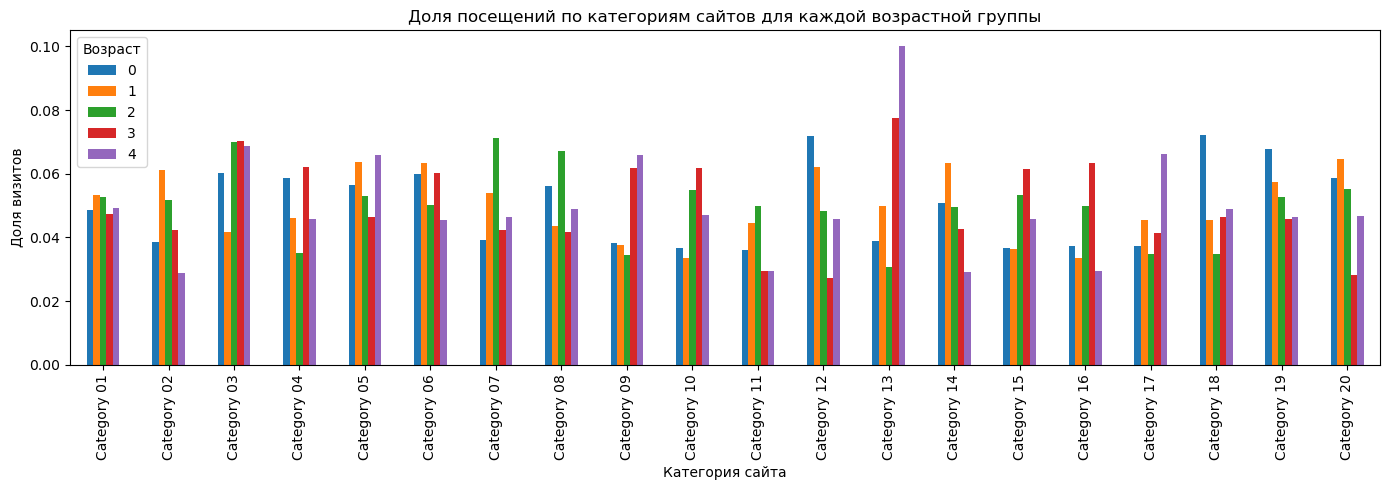 Доля посещений по категориям сайтов для каждой возрастной группы
Доля визитов
0.10
0.08
0.06
0.04
0.02
0.00
Возраст
0
1
2
3
4
Category 01
Category 02
Category 03
Category 04
Category 05
Category 06
Category 07
Category 08
Category 09
Category 10
Category 11
Category 12
Category 13
Category 14
Category 15
Category 16
Category 17
Category 18
Category 19
Category 20
Категория сайта